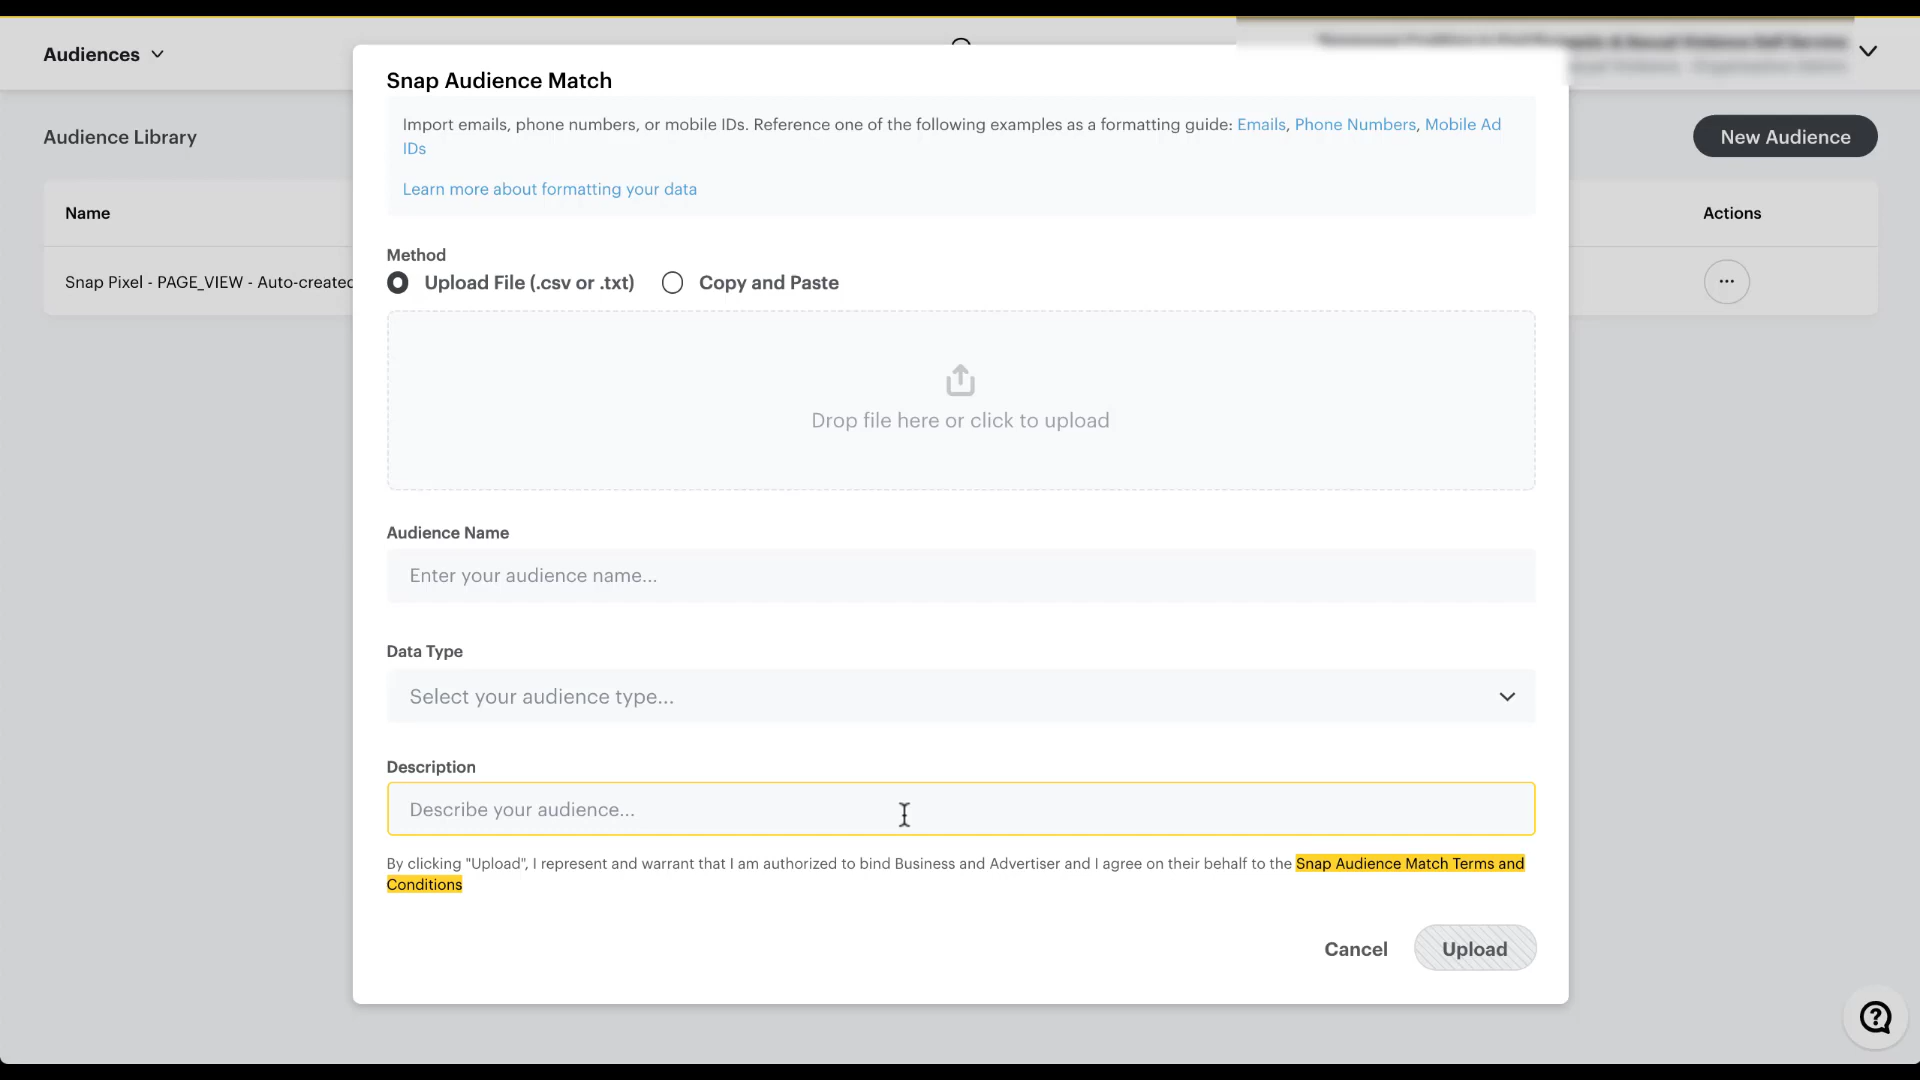 Audiences
Snap Audience Match
Import emails, phone numbers, or mobile IDs. Reference one of the following examples as a formatting guide: Emails, Phone Numbers, Mobile Ad
IDs
Learn more about formatting your data
Audience Library
New Audience
Name
Actions
Snap Pixel - PAGE_VIEW - Auto-created
Method
Upload File (.csv or .txt)
Copy and Paste
Drop file here or click to upload
Audience Name
Enter your audience name...
Data Type
Select your audience type...
Description
Describe your audience...
By clicking "Upload", I represent and warrant that I am authorized to bind Business and Advertiser and I agree on their behalf to the Snap Audience Match Terms and
Conditions
Cancel
Upload